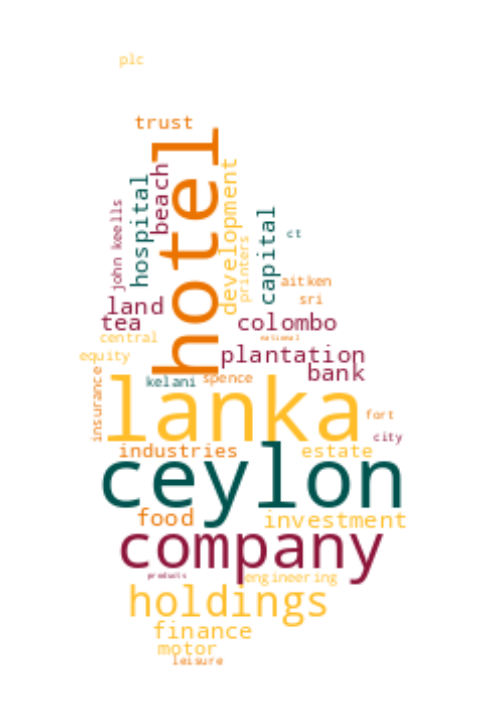 plc
trust
hotel
beach
hospital
john keells
development
printers
capital
ct
aitken
sri
land
tea
colombo
central
national
equity
plantation
bank
kelani
spence
insurance
lanka
fort
city
industries
estate
ceylon
food
investment
company
products
engineering
holdings
finance
motor
leisure